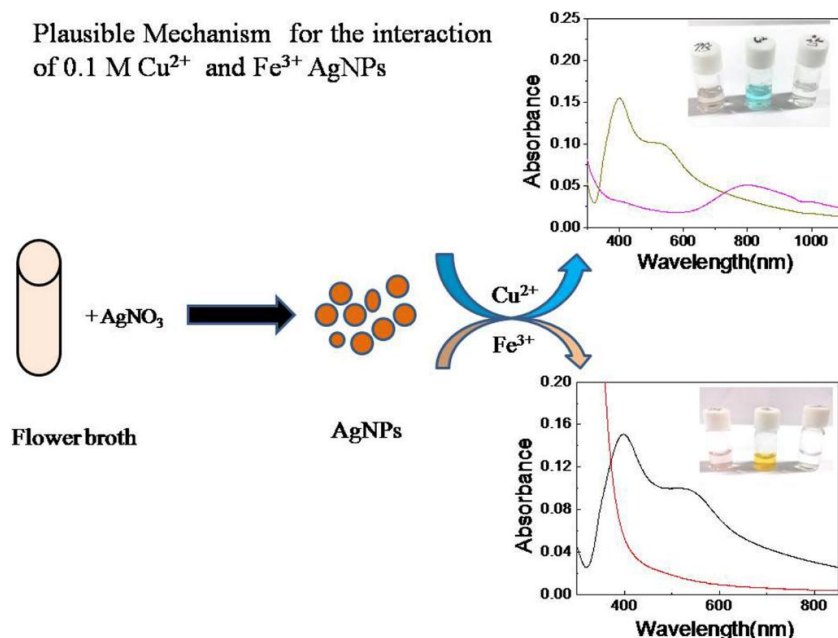 Plausible Mechanism for the interaction
of 0.1 M Cu²⁺ and Fe³⁺ AgNPs
0.25
0.20
0.15
0.10
0.05
0.00
Absorbance
400 600 800 1000
Wavelength(nm)
+AgNO₃
Cu²⁺
Fe³⁺
Flower broth
AgNPs
0.20
0.16
0.12
0.08
0.04
Absorbance
400 600 800
Wavelength(nm)